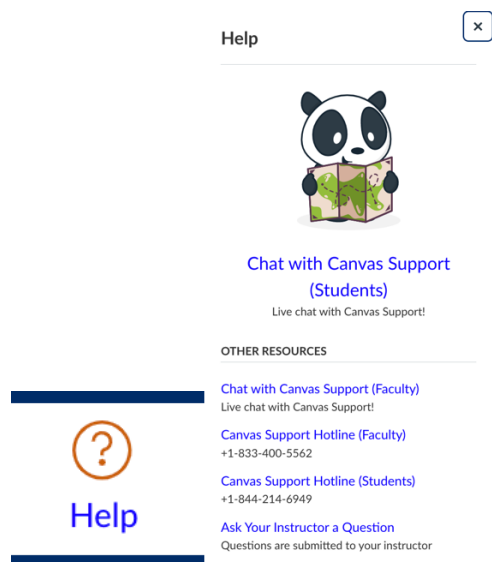 Help
×
Chat with Canvas Support
(Students)
Live chat with Canvas Support!
OTHER RESOURCES
Chat with Canvas Support (Faculty)
Live chat with Canvas Support!
Canvas Support Hotline (Faculty)
+1-833-400-5562
Canvas Support Hotline (Students)
+1-844-214-6949
Ask Your Instructor a Question
Questions are submitted to your instructor
?
Help